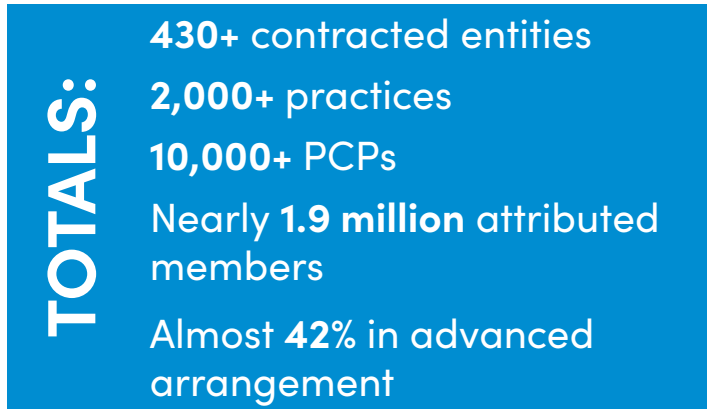 TOTALS:
430+ contracted entities
2,000+ practices
10,000+ PCPs
Nearly 1.9 million attributed
members
Almost 42% in advanced
arrangement